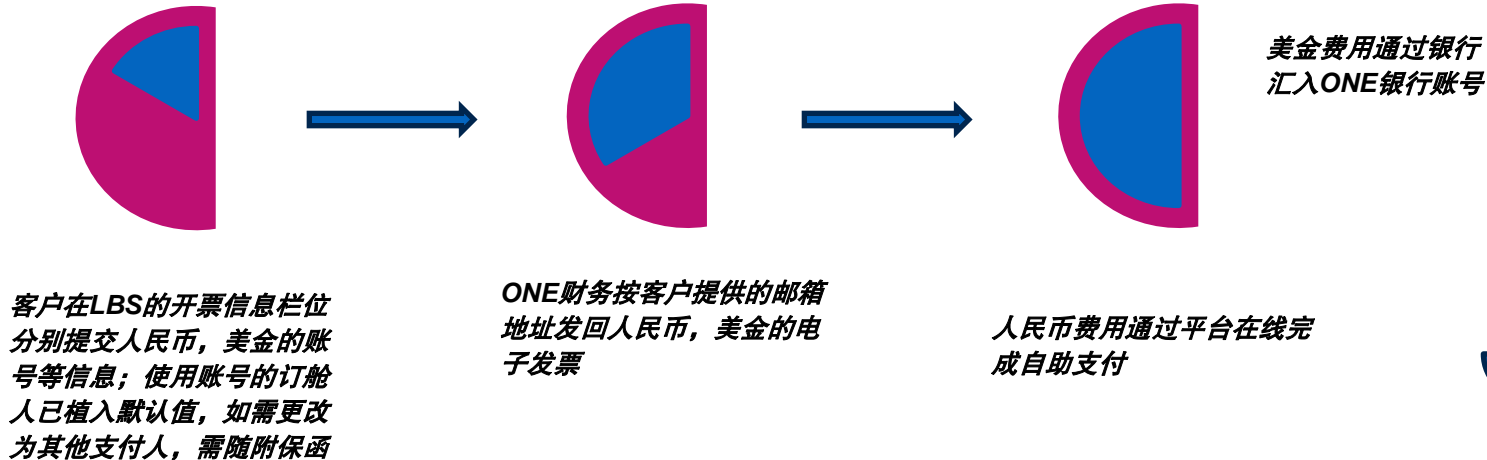 美金费用通过银行
汇入ONE银行账号
客户在LBS的开票信息栏位
分别提交人民币，美金的账
号等信息；使用账号的订舱
人已植入默认值，如需更改
为其他支付人，需随附保函
ONE财务按客户提供的邮箱
地址发回人民币，美金的电
子发票
人民币费用通过平台在线完
成自助支付